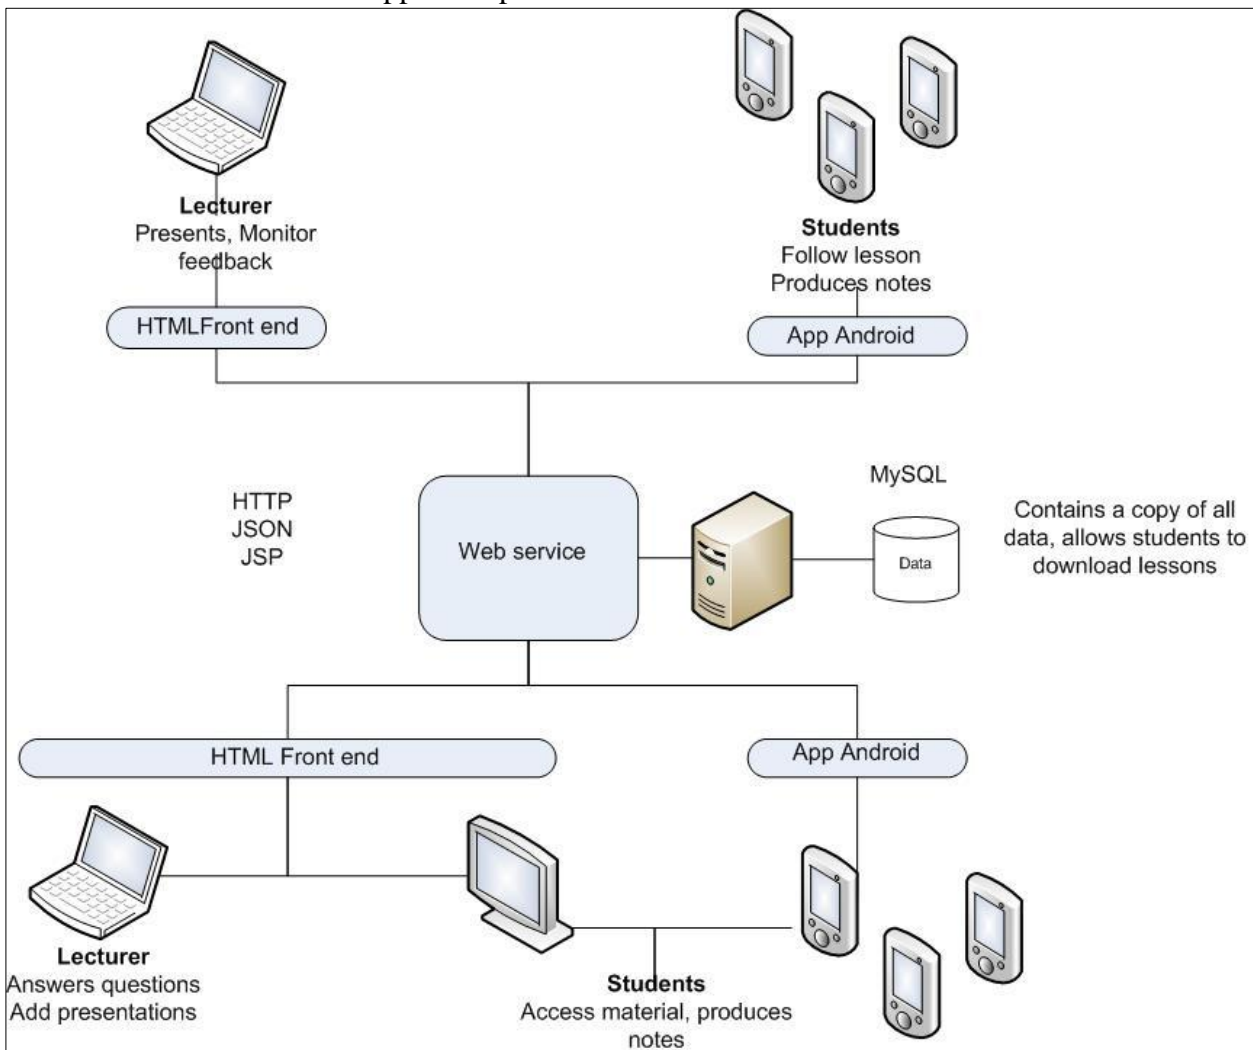 Lecturer
Presents, Monitor
feedback
HTMLFront end
Students
Follow lesson
Produces notes
App Android
HTTP
JSON
JSP
Web service
MySQL
Data
Contains a copy of all
data, allows students to
download lessons
HTML Front end
App Android
Lecturer
Answers questions
Add presentations
Students
Access material, produces
notes